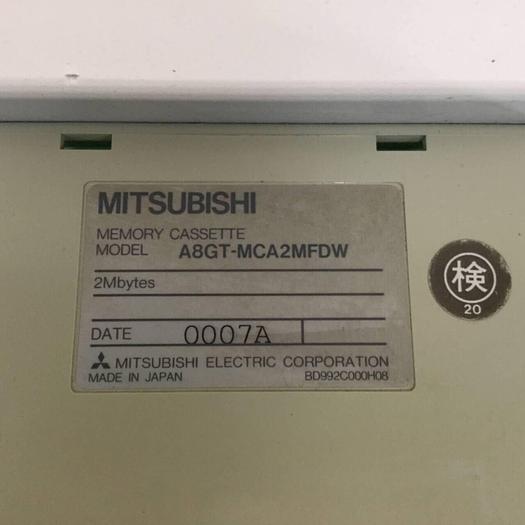 MITSUBISHI
MEMORY CASSETTE
MODEL A8GT-MCA2MFDW
2Mbytes
DATE 0007A
MITSUBISHI ELECTRIC CORPORATION
MADE IN JAPAN BD992C000H08
検
20